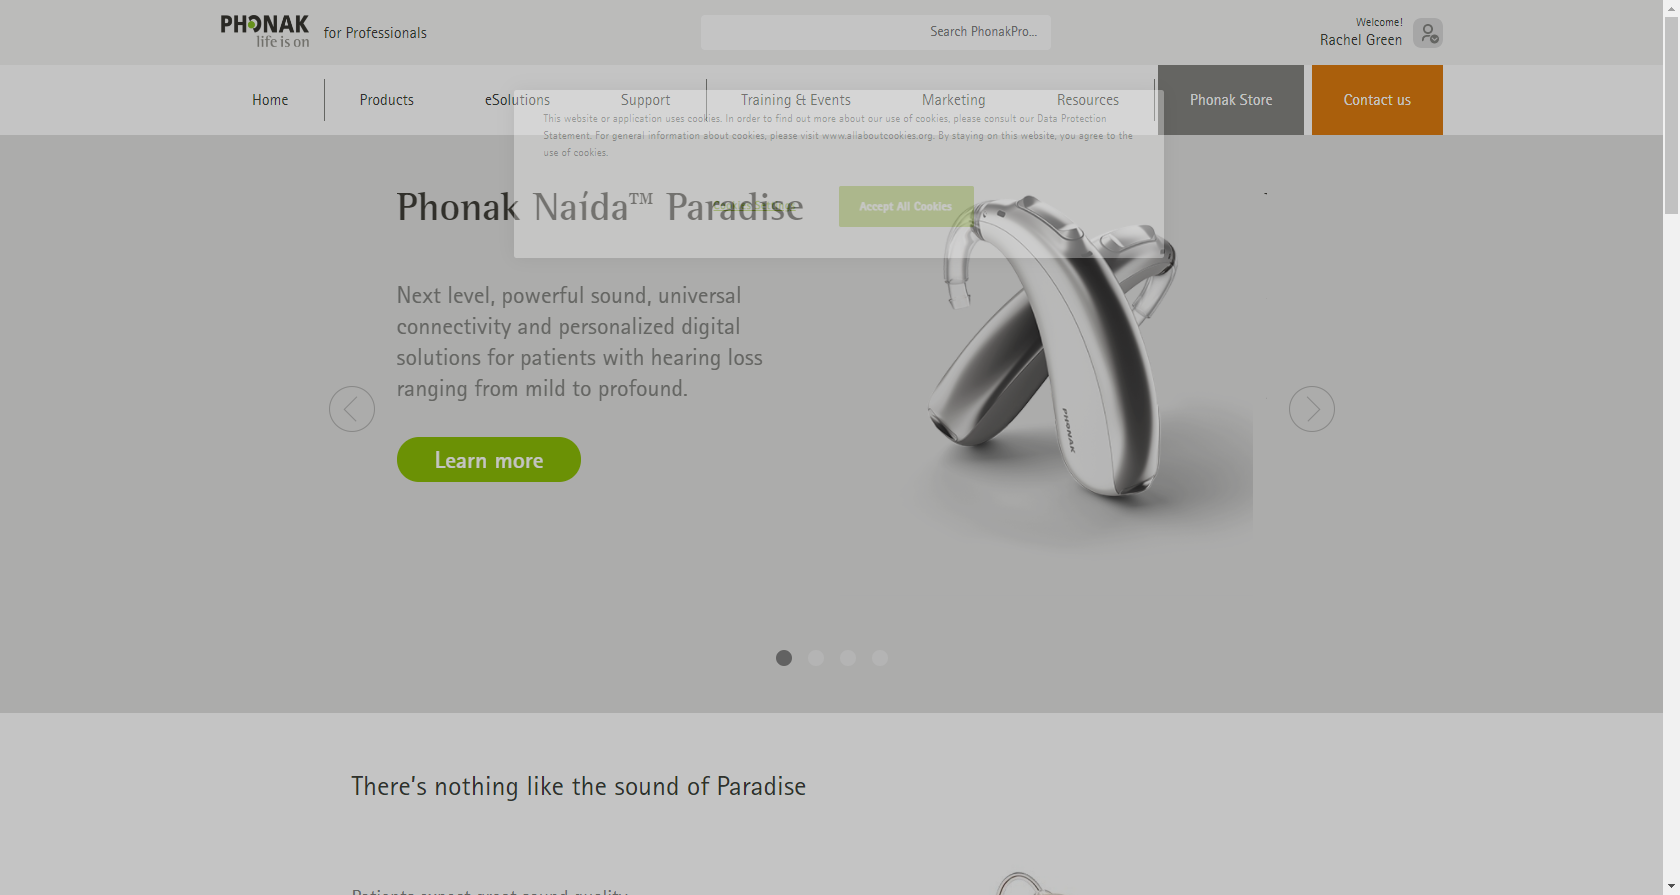 PHONAK
life is on
for Professionals
Search PhonakPro...
Welcome!
Rachel Green
Home
Products
eSolutions
Support
Training & Events
Marketing
Resources
Phonak Store
Contact us
This website or application uses cookies. In order to find out more about our use of cookies, please consult our Data Protection
Statement. For general information about cookies, please visit www.allaboutcookies.org. By staying on this website, you agree to the
use of cookies.
Accept All Cookies
Phonak Naída™ Paradise
Next level, powerful sound, universal
connectivity and personalized digital
solutions for patients with hearing loss
ranging from mild to profound.
Learn more
PHONAK
There's nothing like the sound of Paradise
Patients expect great sound quality